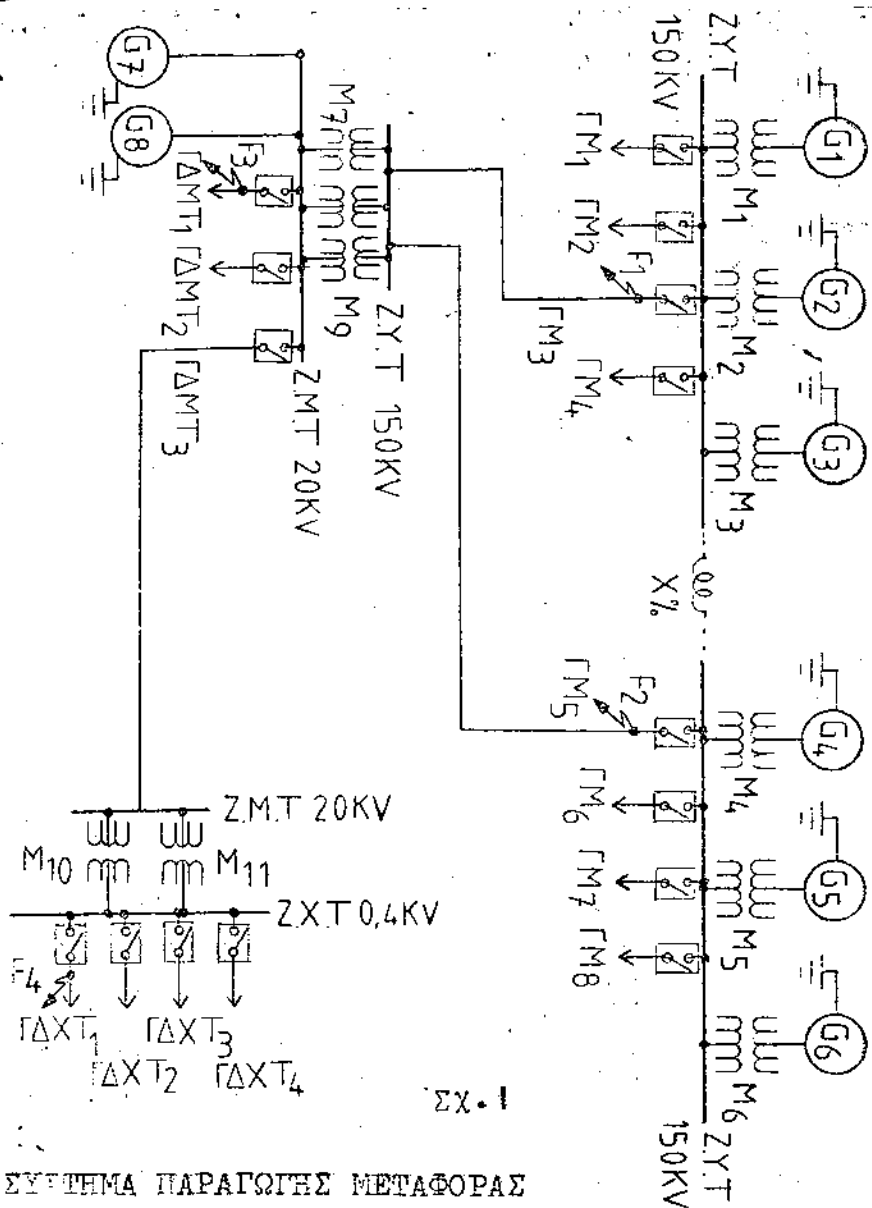 G1
G2
G3
G4
G5
G6
M1
M2
M3
M4
M5
M6
Z.Y.T
150KV
X%
Z.Y.T
150KV
ΓM1
ΓM2
F1
ΓM3
ΓM4
F2
ΓM5
ΓM6
ΓM7
ΓM8
G7
G8
M7
M9
Z.Y.T 150KV
F3
ΓΔMT1
ΓΔMT2
ΓΔMT3
Z.M.T 20KV
Z.M.T 20KV
M10
M11
Z.X.T 0,4KV
F4
ΓΔXT1
ΓΔXT2
ΓΔXT3
ΓΔXT4
ΣΧ.1
ΣΥΣΤΗΜΑ ΠΑΡΑΓΩΓΗΣ ΜΕΤΑΦΟΡΑΣ